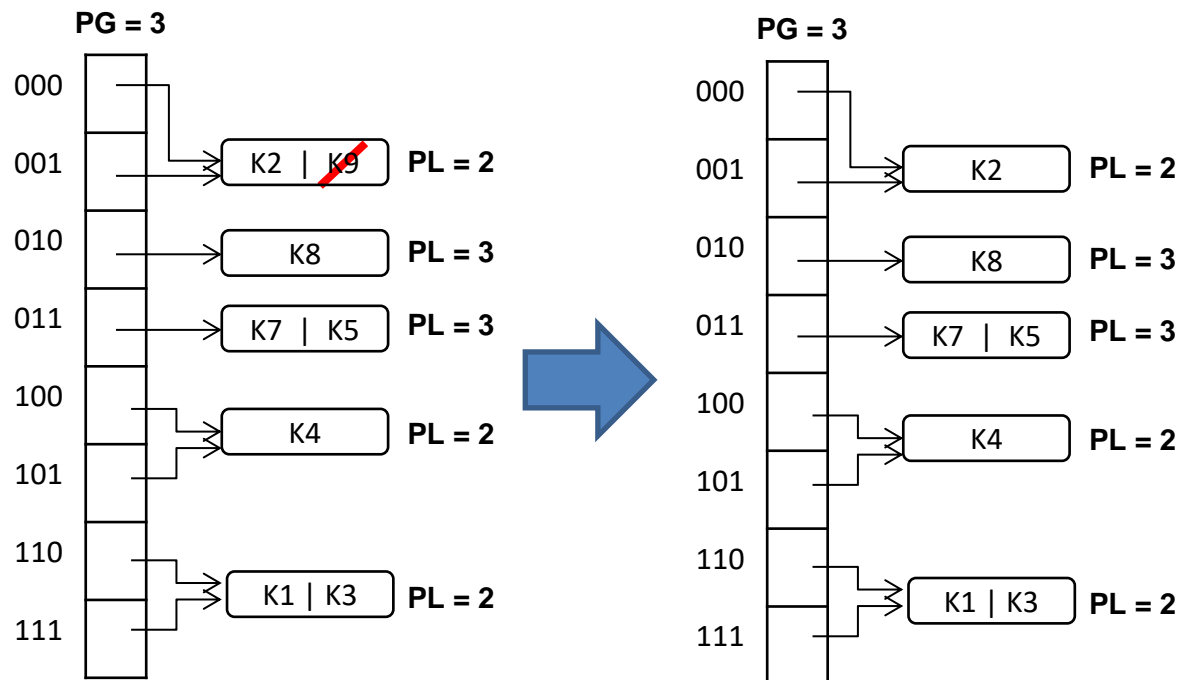 PG = 3
000
001
K2 | K9
PL = 2
010
K8
PL = 3
011
K7 | K5
PL = 3
100
K4
PL = 2
101
110
K1 | K3
PL = 2
111
PG = 3
000
001
K2
PL = 2
010
K8
PL = 3
011
K7 | K5
PL = 3
100
K4
PL = 2
101
110
K1 | K3
PL = 2
111